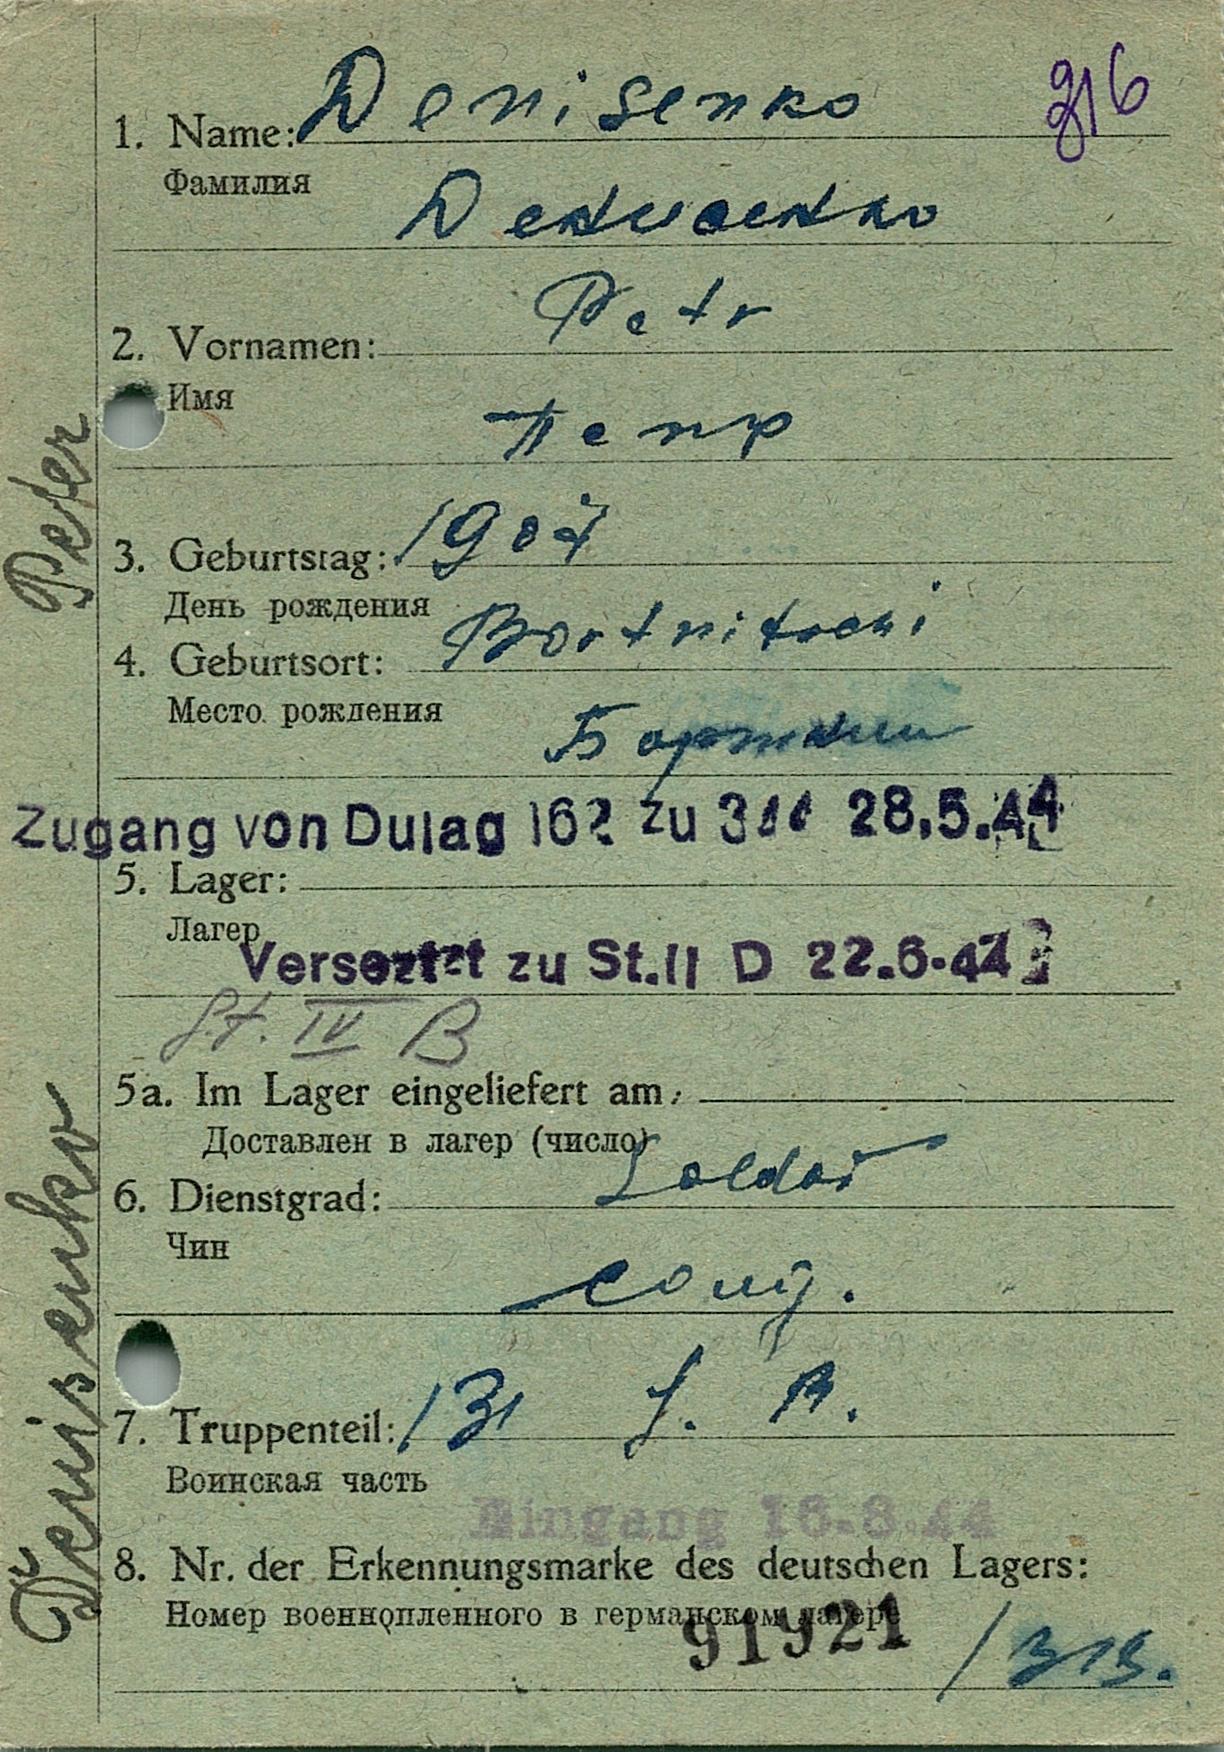 316
1. Name: Denisenko
Фамилия
Денисенко
2. Vornamen: Petr
Имя
Петр
3. Geburtstag: 1907
День рождения
4. Geburtsort: Bortnitschi
Место рождения
Zugang von Dulag 162 zu 28.5.44
5. Lager:
Лагер
Versetzt zu St. II D 22.6.44
St. IV B
5a. Im Lager eingeliefert am:
Доставлен в лагер (число)
6. Dienstgrad: Soldat
Чин
солд.
7. Truppenteil: 131 J. R.
Воинская часть
Eingang 16.8.44
8. Nr. der Erkennungsmarke des deutschen Lagers:
Номер военнопленного в германском лагере
91921
Denisenko Peter